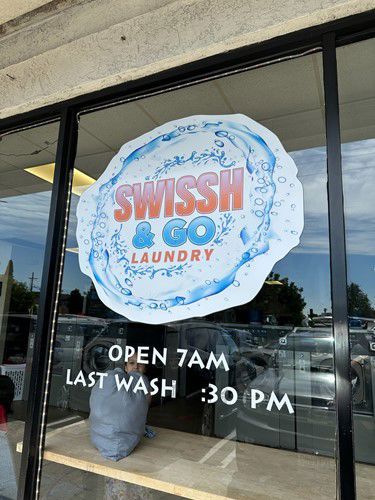 SWISSH
& GO
LAUNDRY
OPEN 7AM
LAST WASH :30 PM